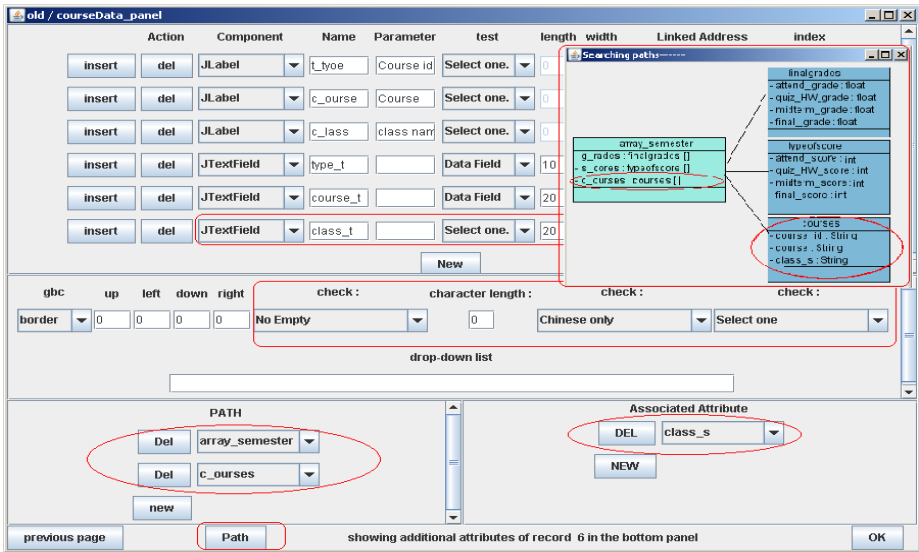 old / courseData_panel
Action Component Name Parameter test length width Linked Address index
insert del JLabel t_tyoe Course id Select one. 0
insert del JLabel c_ourse Course Select one. 0
insert del JLabel c_lass class nam Select one. 0
insert del JTextField type_t Data Field 10
insert del JTextField course_t Data Field 20
insert del JTextField class_t Select one. 20
New
Searching paths------
array_semester
g_rades : finalgrades []
- s_cores : typeofscore []
- c_ourses : courses []
finalgrades
- attend_grade : float
- quiz_HW_grade : float
- midterm_grade : float
- final_grade : float
typeofscore
- attend_score : int
- quiz_HW_score : int
- midterm_score : int
final_score : int
courses
- course_id : String
- course : String
- class_s : String
gbc up left down right check : character length : check : check :
border 0 0 0 0 No Empty 0 Chinese only Select one
drop-down list
PATH
Del array_semester
Del c_ourses
new
Associated Attribute
DEL class_s
NEW
previous page Path showing additional attributes of record 6 in the bottom panel OK